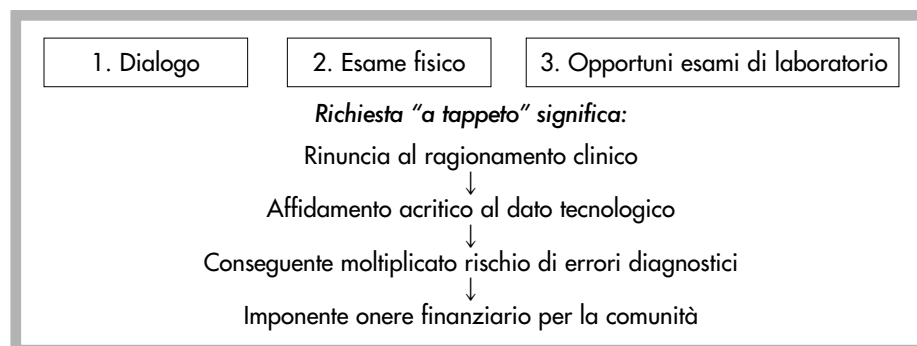 1. Dialogo 2. Esame fisico 3. Opportuni esami di laboratorio
Richiesta “a tappeto” significa:
Rinuncia al ragionamento clinico
↓
Affidamento acritico al dato tecnologico
↓
Conseguente moltiplicato rischio di errori diagnostici
↓
Imponente onere finanziario per la comunità